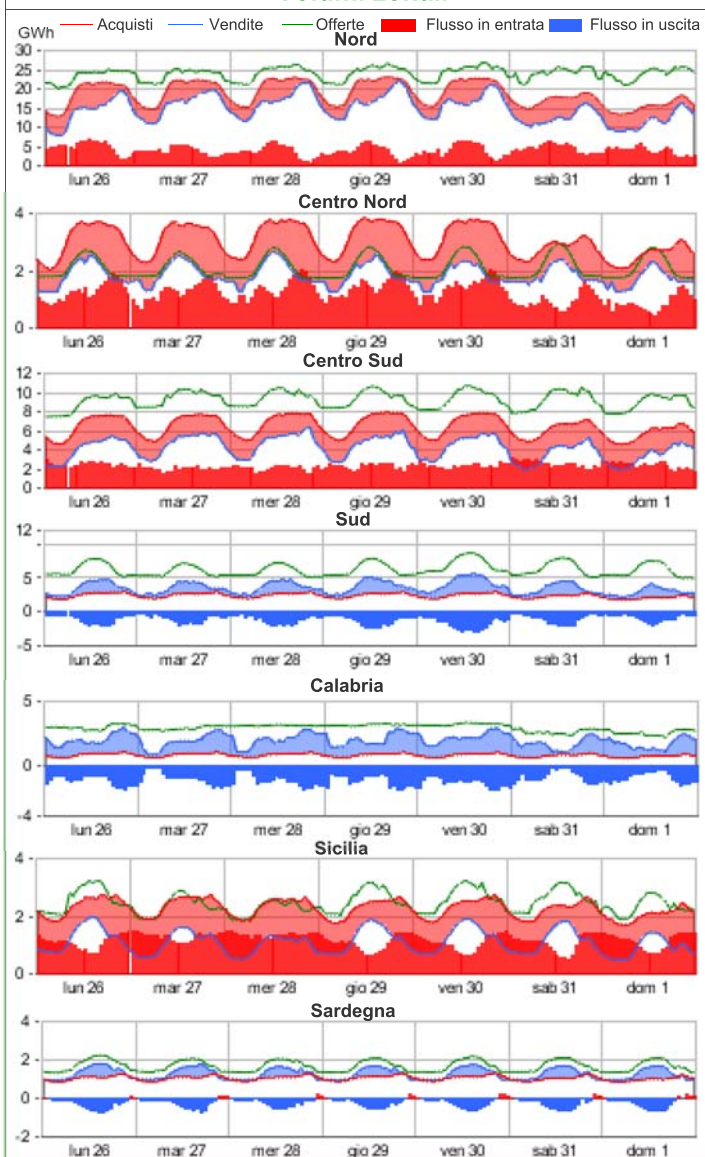 Acquisti Vendite Offerte Flusso in entrata Flusso in uscita
GWh
Nord
30
25
20
15
10
5
0
lun 26 mar 27 mer 28 gio 29 ven 30 sab 31 dom 1
Centro Nord
4
2
0
lun 26 mar 27 mer 28 gio 29 ven 30 sab 31 dom 1
Centro Sud
12
10
8
6
4
2
0
lun 26 mar 27 mer 28 gio 29 ven 30 sab 31 dom 1
Sud
12
5
0
-5
lun 26 mar 27 mer 28 gio 29 ven 30 sab 31 dom 1
Calabria
5
0
-4
lun 26 mar 27 mer 28 gio 29 ven 30 sab 31 dom 1
Sicilia
4
2
0
lun 26 mar 27 mer 28 gio 29 ven 30 sab 31 dom 1
Sardegna
4
2
0
-2
lun 26 mar 27 mer 28 gio 29 ven 30 sab 31 dom 1